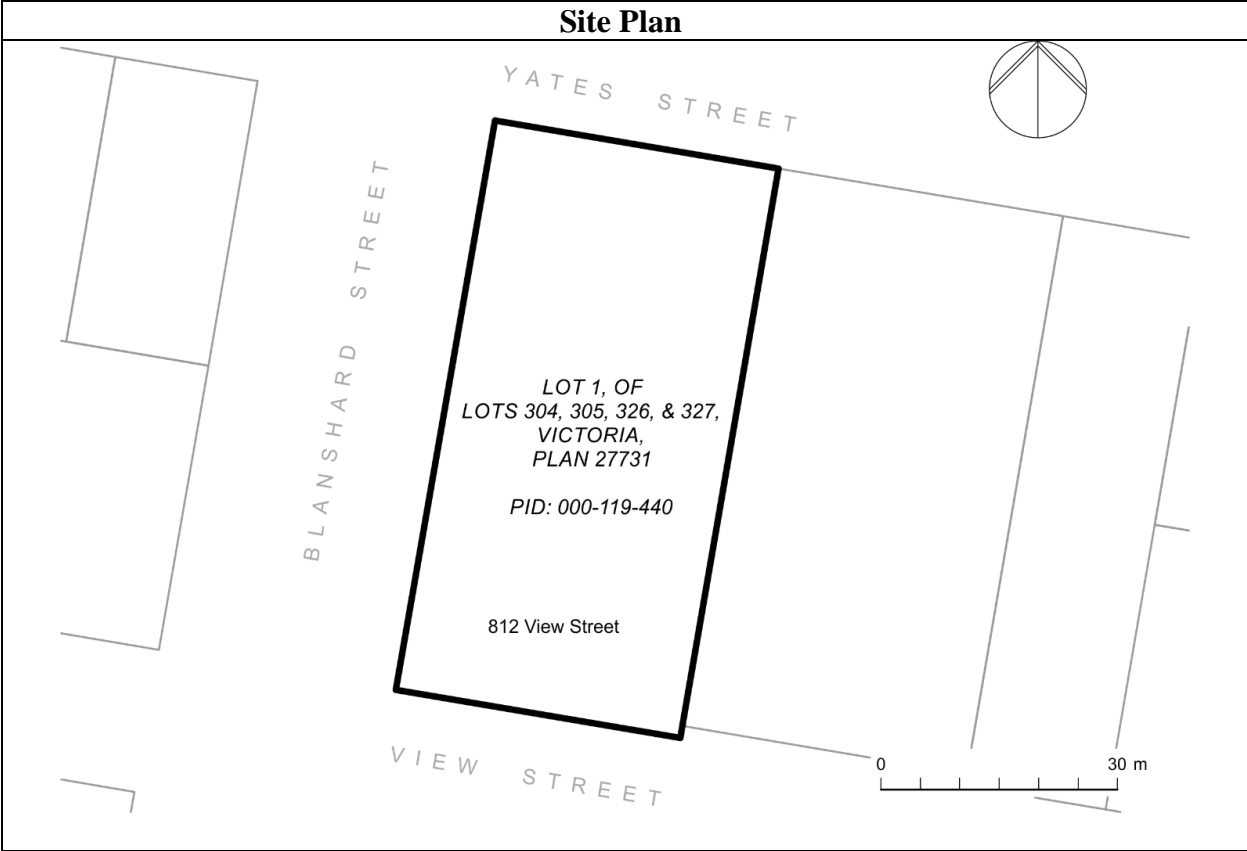 Site Plan
YATES STREET
BLANSHARD STREET
LOT 1, OF
LOTS 304, 305, 326, & 327,
VICTORIA,
PLAN 27731
PID: 000-119-440
812 View Street
VIEW STREET
0 30 m